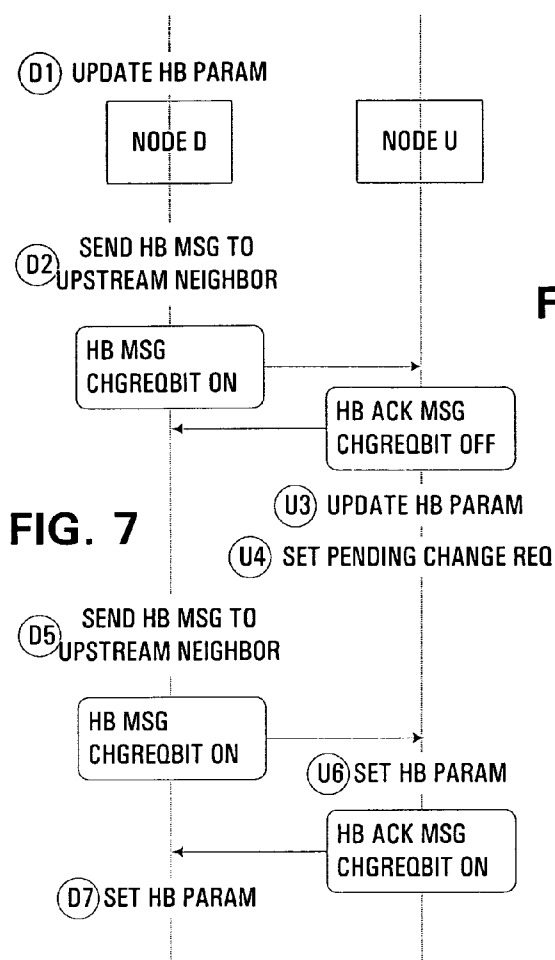 D1 UPDATE HB PARAM
NODE D
NODE U
D2 SEND HB MSG TO
UPSTREAM NEIGHBOR
F
HB MSG
CHGREQBIT ON
HB ACK MSG
CHGREQBIT OFF
U3 UPDATE HB PARAM
FIG. 7
U4 SET PENDING CHANGE REQ
D5 SEND HB MSG TO
UPSTREAM NEIGHBOR
HB MSG
CHGREQBIT ON
U6 SET HB PARAM
HB ACK MSG
CHGREQBIT ON
D7 SET HB PARAM